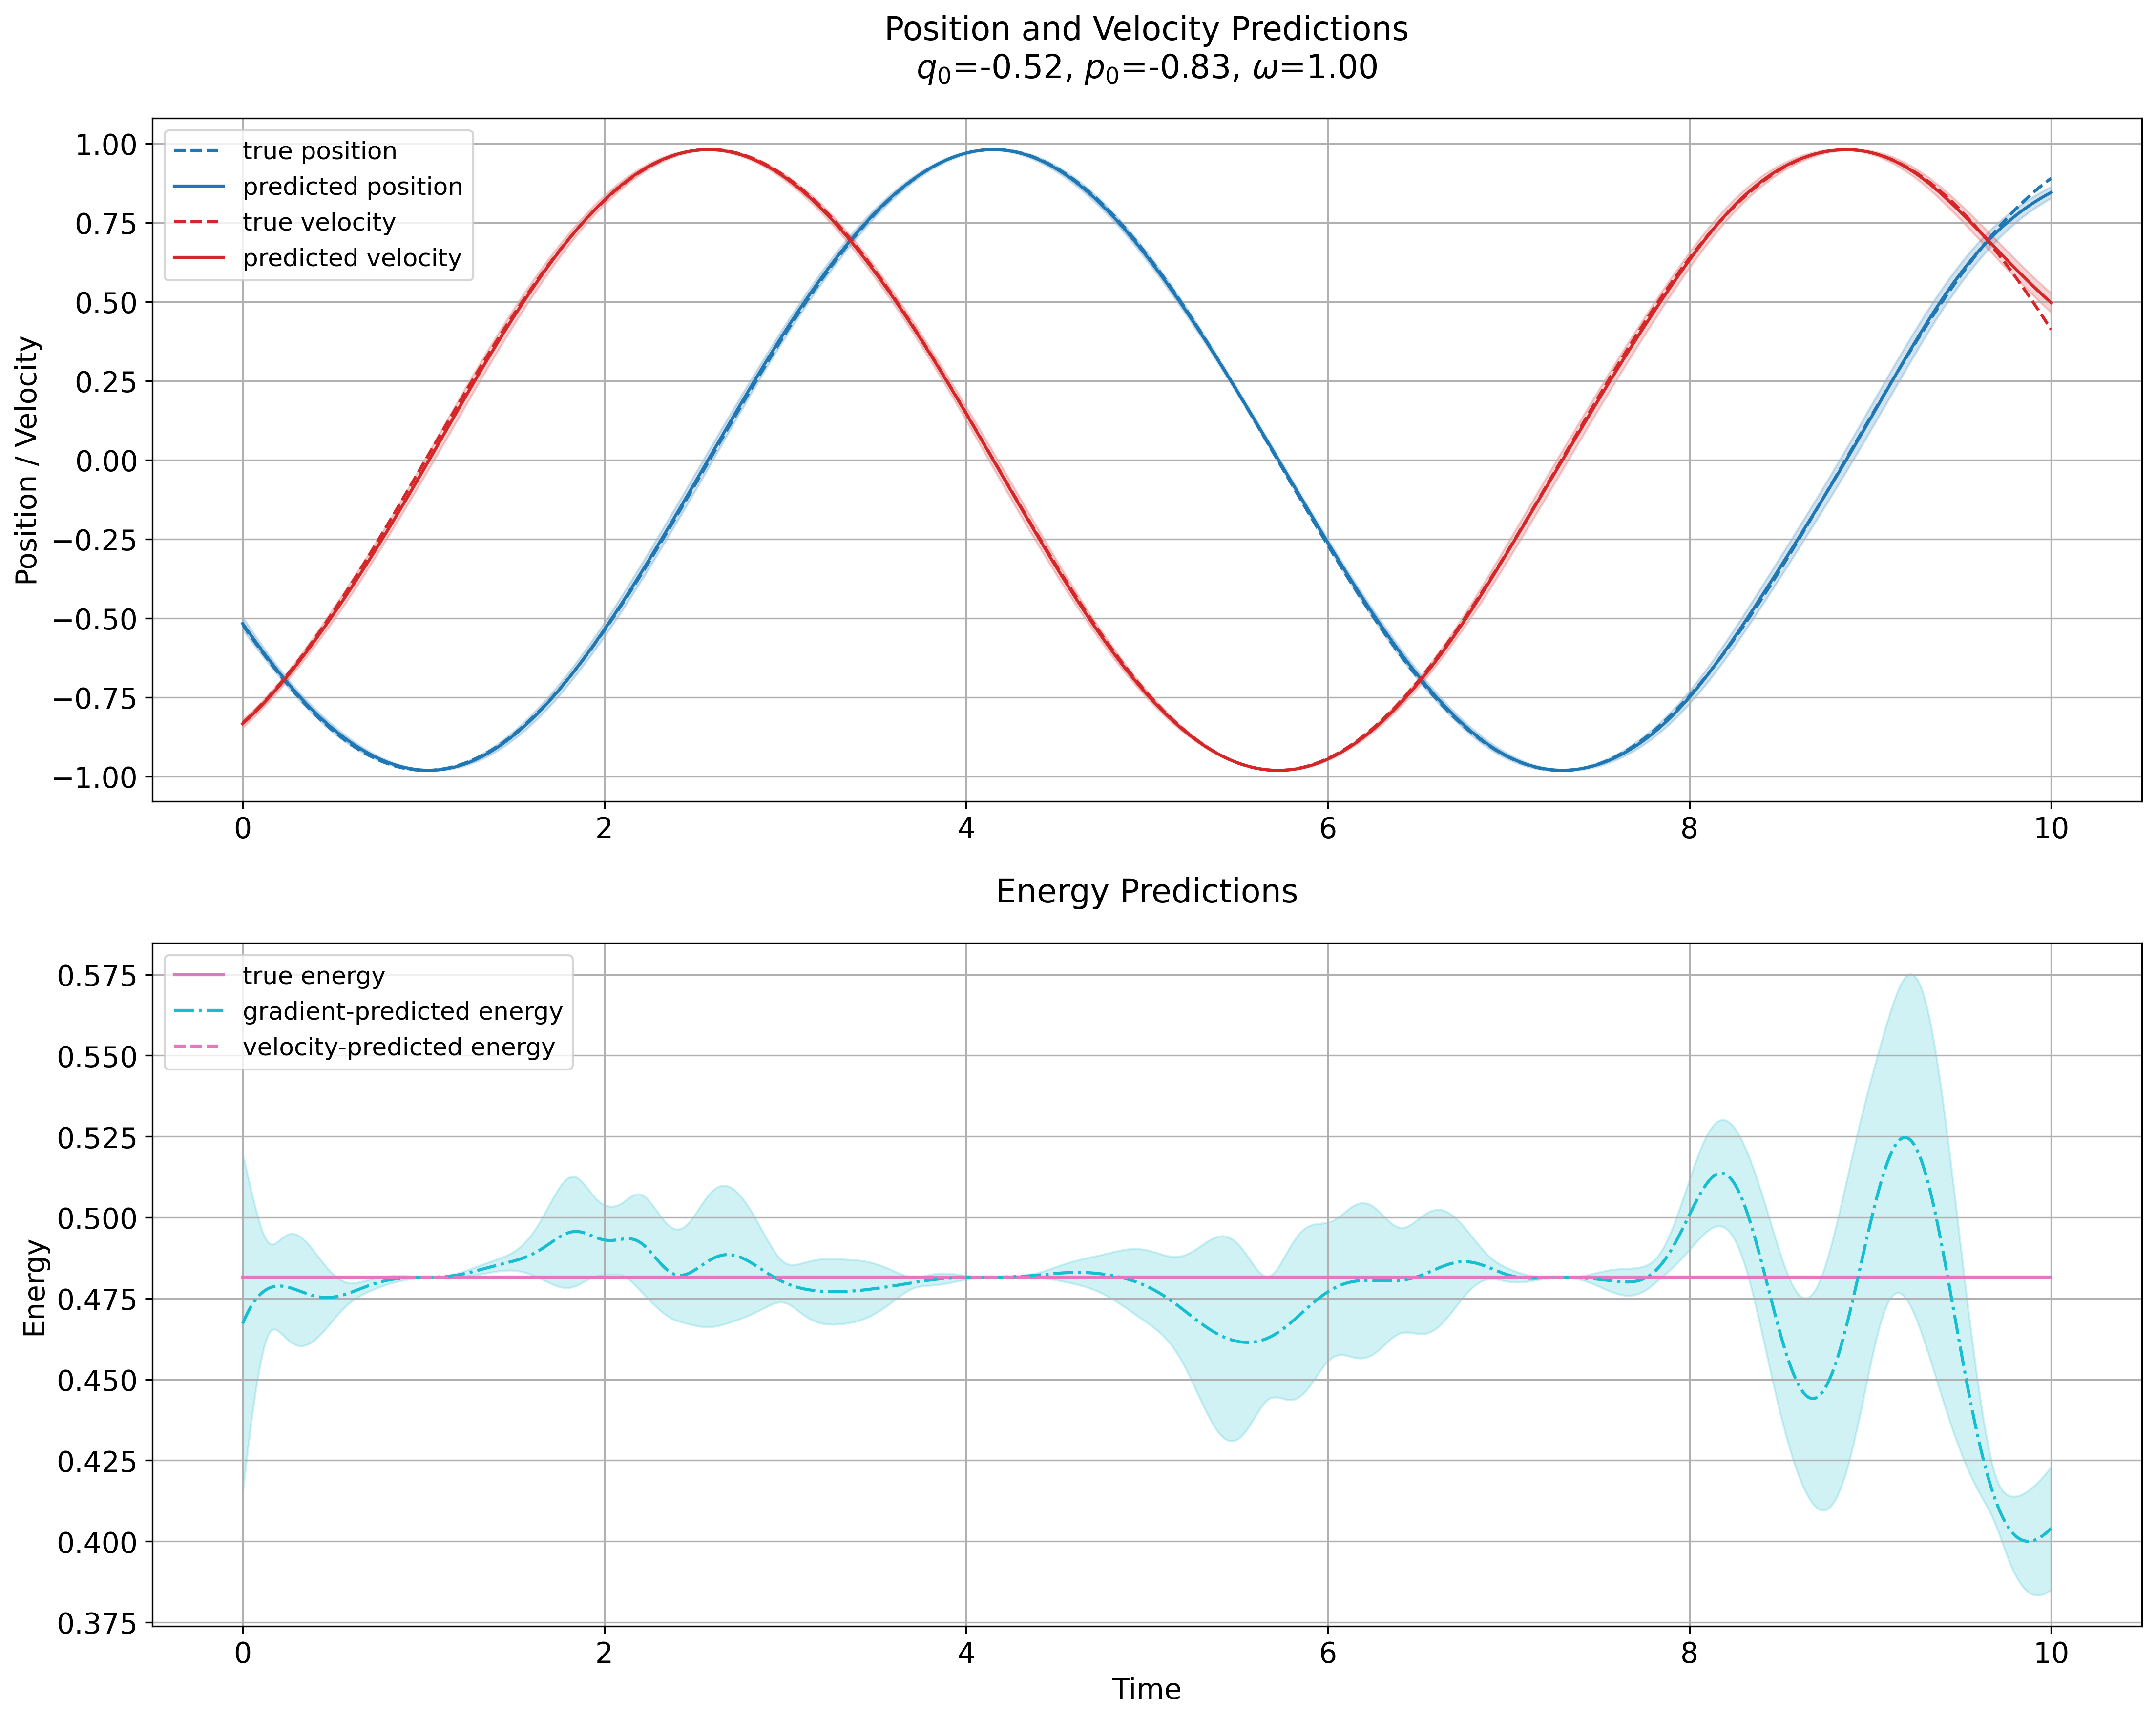 Position and Velocity Predictions
q₀=-0.52, p₀=-0.83, ω=1.00
true position
predicted position
true velocity
predicted velocity
Position / Velocity
1.00
0.75
0.50
0.25
0.00
−0.25
−0.50
−0.75
−1.00
0 2 4 6 8 10
Energy Predictions
true energy
gradient-predicted energy
velocity-predicted energy
Energy
0.575
0.550
0.525
0.500
0.475
0.450
0.425
0.400
0.375
0 2 4 6 8 10
Time